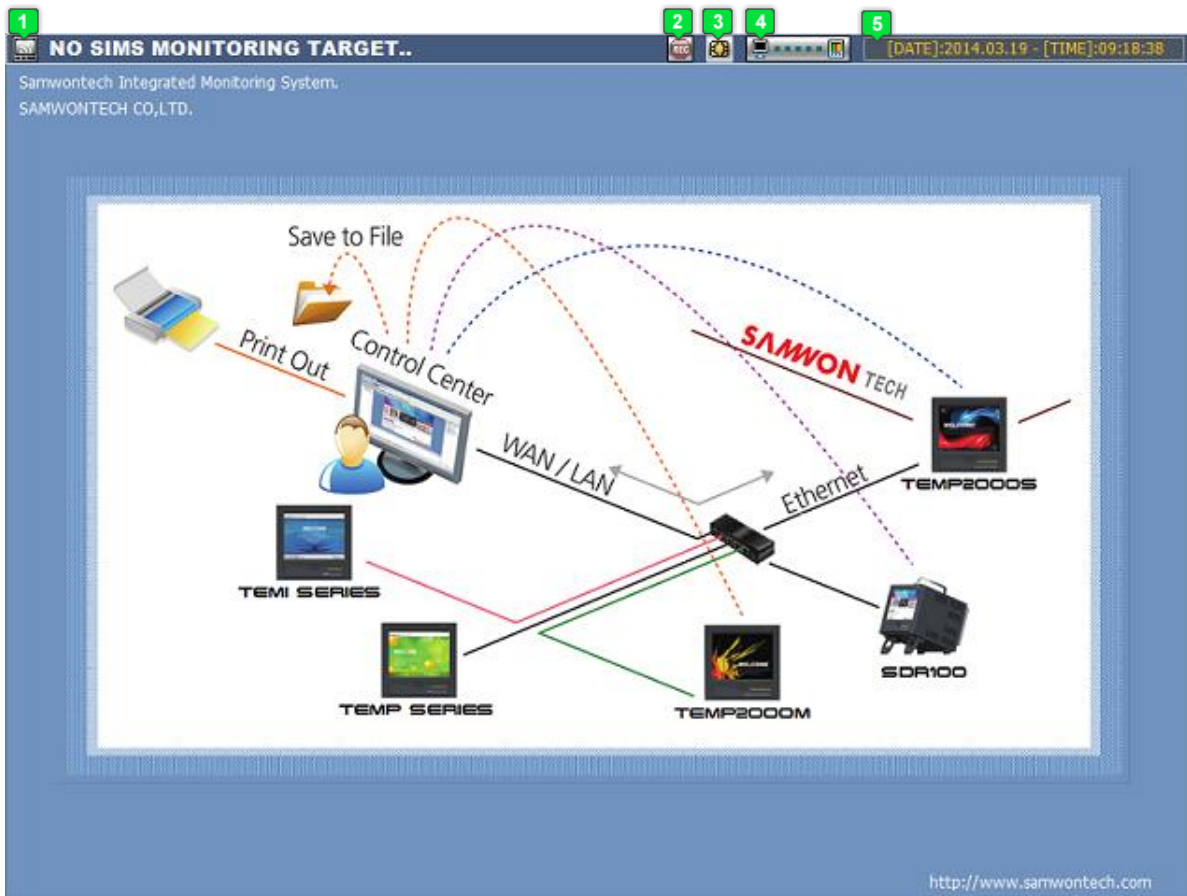 1 2 3 4 5
NO SIMS MONITORING TARGET.. REC [DATE]:2014.03.19 - [TIME]:09:18:38
Samwontech Integrated Monitoring System.
SAMWONTECH CO,LTD.
Save to File
Print Out
Control Center
SAMWON TECH
WAN / LAN
Ethernet
TEMP2000S
TEMI SERIES
SDR100
TEMP SERIES
TEMP2000M
http://www.samwontech.com